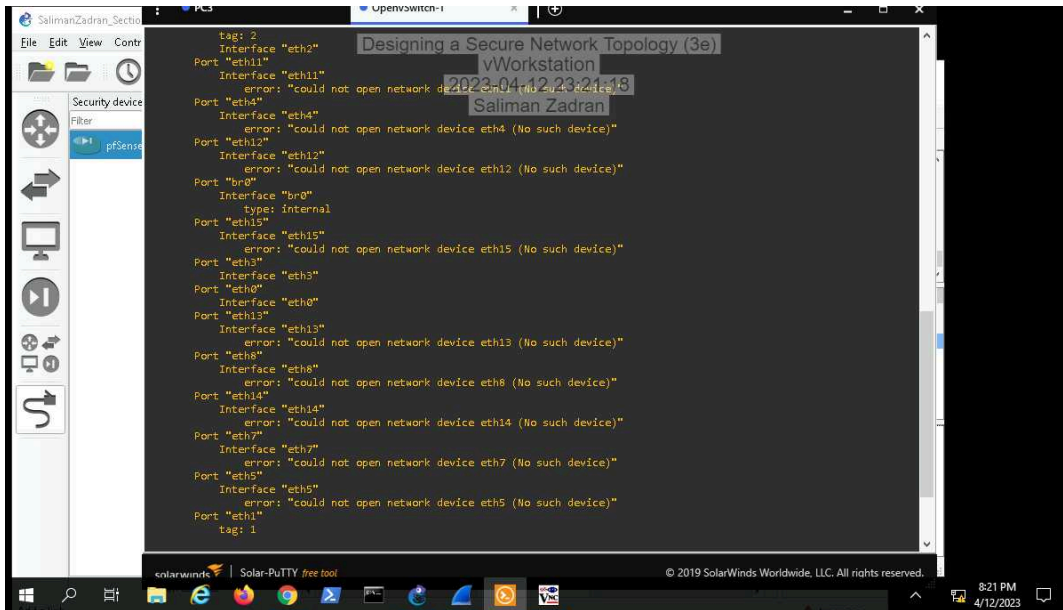 SalimanZadran_Sectio
PC3
OpenvSwitch-1
File Edit View Contr
Security device
Filter
pfSense
Designing a Secure Network Topology (3e)
vWorkstation
2023-04-12 23:21:18
Saliman Zadran
tag: 2
Interface "eth2"
Port "eth11"
Interface "eth11"
error: "could not open network device eth11 (No such device)"
Port "eth4"
Interface "eth4"
error: "could not open network device eth4 (No such device)"
Port "eth12"
Interface "eth12"
error: "could not open network device eth12 (No such device)"
Port "br0"
Interface "br0"
type: internal
Port "eth15"
Interface "eth15"
error: "could not open network device eth15 (No such device)"
Port "eth3"
Interface "eth3"
Port "eth0"
Interface "eth0"
Port "eth13"
Interface "eth13"
error: "could not open network device eth13 (No such device)"
Port "eth8"
Interface "eth8"
error: "could not open network device eth8 (No such device)"
Port "eth14"
Interface "eth14"
error: "could not open network device eth14 (No such device)"
Port "eth7"
Interface "eth7"
error: "could not open network device eth7 (No such device)"
Port "eth5"
Interface "eth5"
error: "could not open network device eth5 (No such device)"
Port "eth1"
tag: 1
solarwinds Solar-PuTTY free tool
© 2019 SolarWinds Worldwide, LLC. All rights reserved.
8:21 PM
4/12/2023